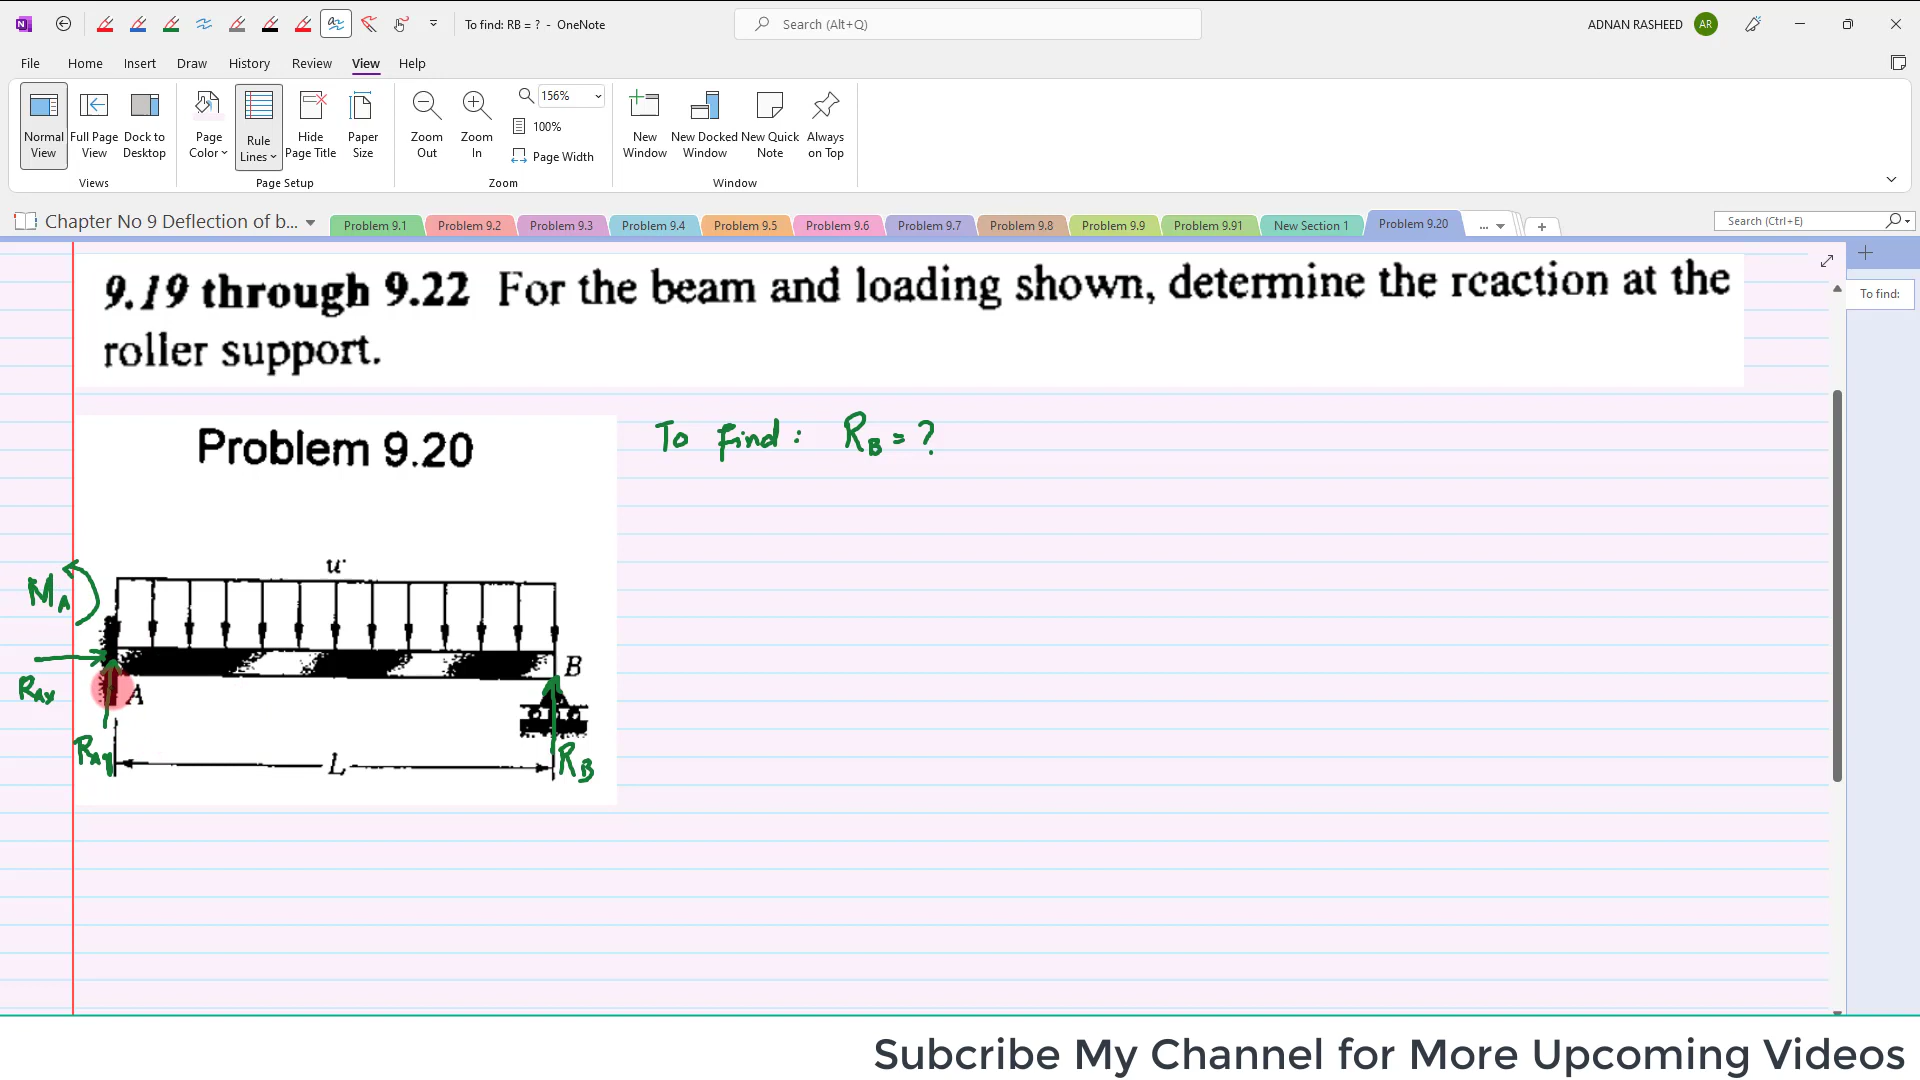 To find: RB = ? - OneNote
Search (Alt+Q)
ADNAN RASHEED
AR
File Home Insert Draw History Review View Help
Normal View
Full Page View
Dock to Desktop
Page Color
Rule Lines
Hide Page Title
Paper Size
Zoom Out
Zoom In
156%
100%
Page Width
New Window
New Docked Window
New Quick Note
Always on Top
Views
Page Setup
Zoom
Window
Chapter No 9 Deflection of b...
Problem 9.1
Problem 9.2
Problem 9.3
Problem 9.4
Problem 9.5
Problem 9.6
Problem 9.7
Problem 9.8
Problem 9.9
Problem 9.91
New Section 1
Problem 9.20
...
Search (Ctrl+E)
To find:
9.19 through 9.22 For the beam and loading shown, determine the reaction at the
roller support.
Problem 9.20
To find: RB = ?
w
MA
B
RAx
A
RAy
L
RB
Subcribe My Channel for More Upcoming Videos